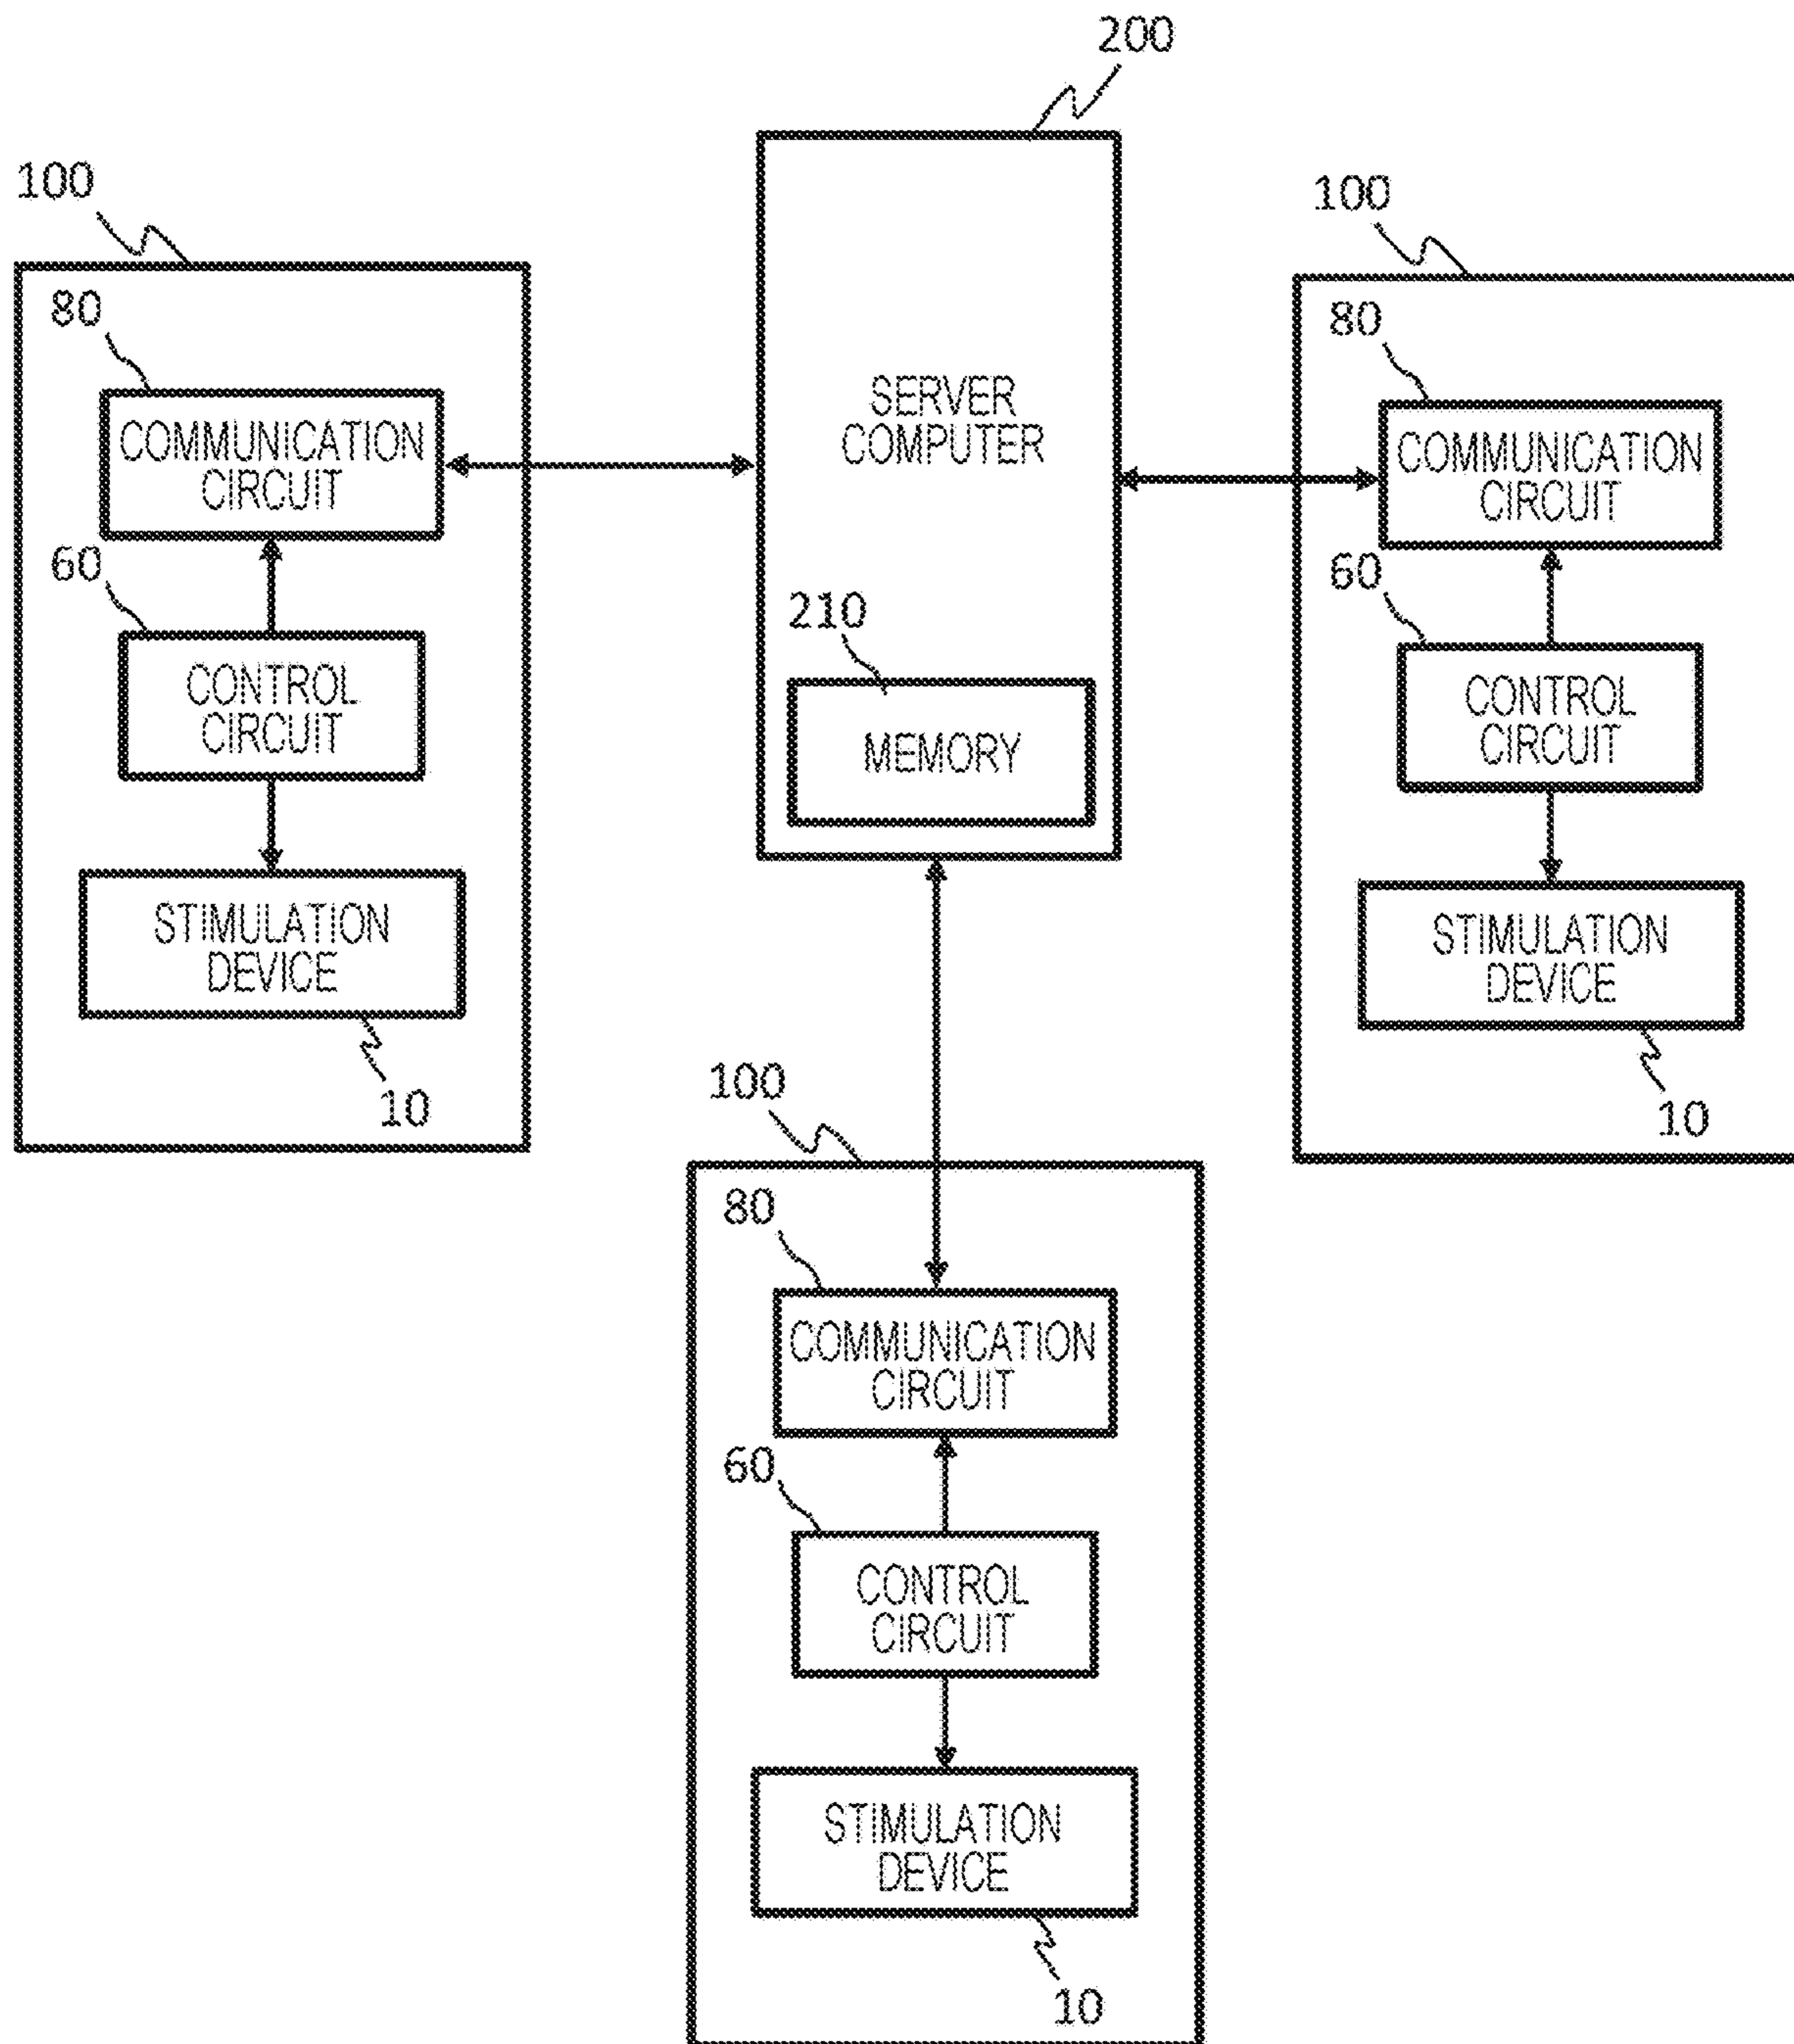 200
100
80
COMMUNICATION
CIRCUIT
60
CONTROL
CIRCUIT
STIMULATION
DEVICE
10
SERVER
COMPUTER
210
MEMORY
100
80
COMMUNICATION
CIRCUIT
60
CONTROL
CIRCUIT
STIMULATION
DEVICE
10
100
80
COMMUNICATION
CIRCUIT
60
CONTROL
CIRCUIT
STIMULATION
DEVICE
10